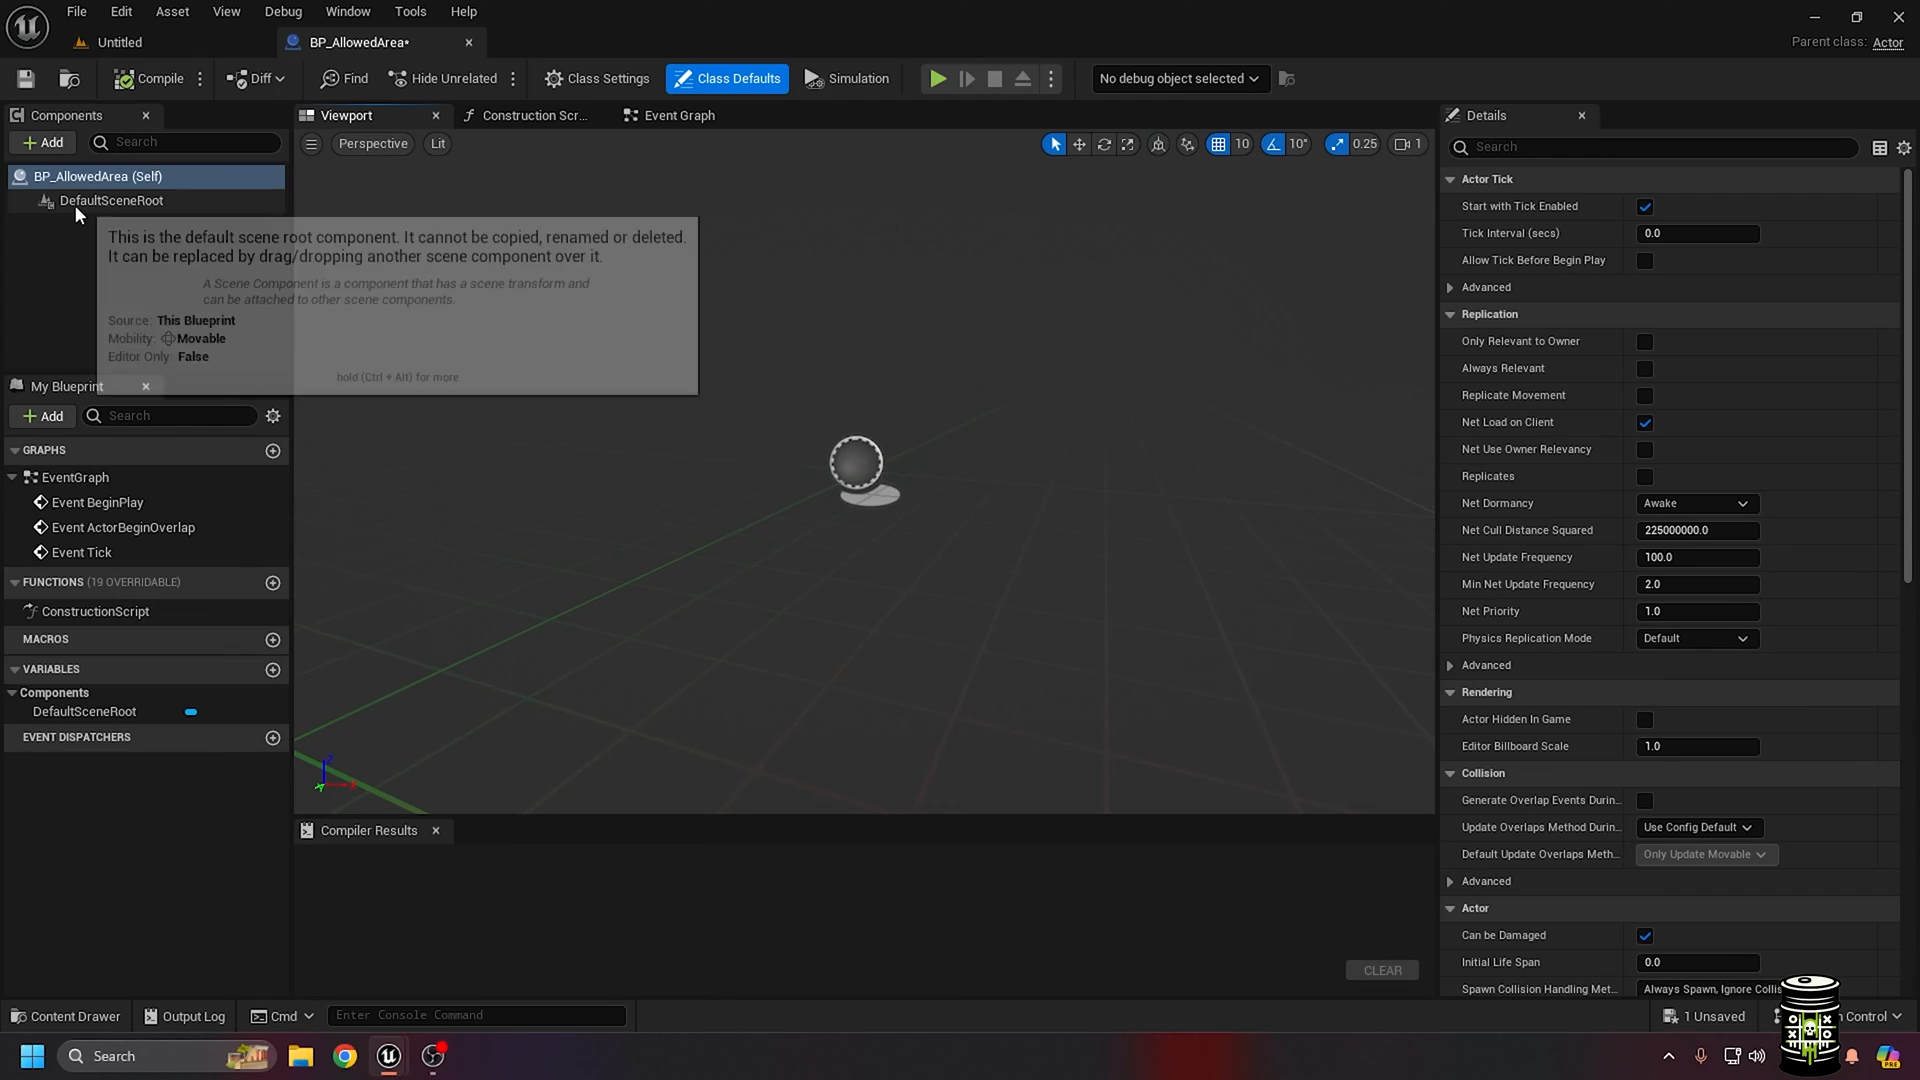 File Edit Asset View Debug Window Tools Help
Untitled
BP_AllowedArea*
Parent class: Actor
Compile
Diff
Find
Hide Unrelated
Class Settings
Class Defaults
Simulation
No debug object selected
Components
Add
Search
BP_AllowedArea (Self)
DefaultSceneRoot
This is the default scene root component. It cannot be copied, renamed or deleted.
It can be replaced by drag/dropping another scene component over it.
A Scene Component is a component that has a scene transform and
can be attached to other scene components.
Source: This Blueprint
Mobility: Movable
Editor Only: False
hold (Ctrl + Alt) for more
My Blueprint
Add
Search
GRAPHS
EventGraph
Event BeginPlay
Event ActorBeginOverlap
Event Tick
FUNCTIONS (19 OVERRIDABLE)
ConstructionScript
MACROS
VARIABLES
Components
DefaultSceneRoot
EVENT DISPATCHERS
Viewport
Construction Scr...
Event Graph
Perspective
Lit
10
10°
0.25
1
Compiler Results
CLEAR
Details
Search
Actor Tick
Start with Tick Enabled
Tick Interval (secs) 0.0
Allow Tick Before Begin Play
Advanced
Replication
Only Relevant to Owner
Always Relevant
Replicate Movement
Net Load on Client
Net Use Owner Relevancy
Replicates
Net Dormancy Awake
Net Cull Distance Squared 225000000.0
Net Update Frequency 100.0
Min Net Update Frequency 2.0
Net Priority 1.0
Physics Replication Mode Default
Advanced
Rendering
Actor Hidden In Game
Editor Billboard Scale 1.0
Collision
Generate Overlap Events Durin...
Update Overlaps Method Durin... Use Config Default
Default Update Overlaps Meth... Only Update Movable
Advanced
Actor
Can be Damaged
Initial Life Span 0.0
Spawn Collision Handling Met... Always Spawn, Ignore Collis
Content Drawer
Output Log
Cmd
Enter Console Command
1 Unsaved
Control
Search
PRE